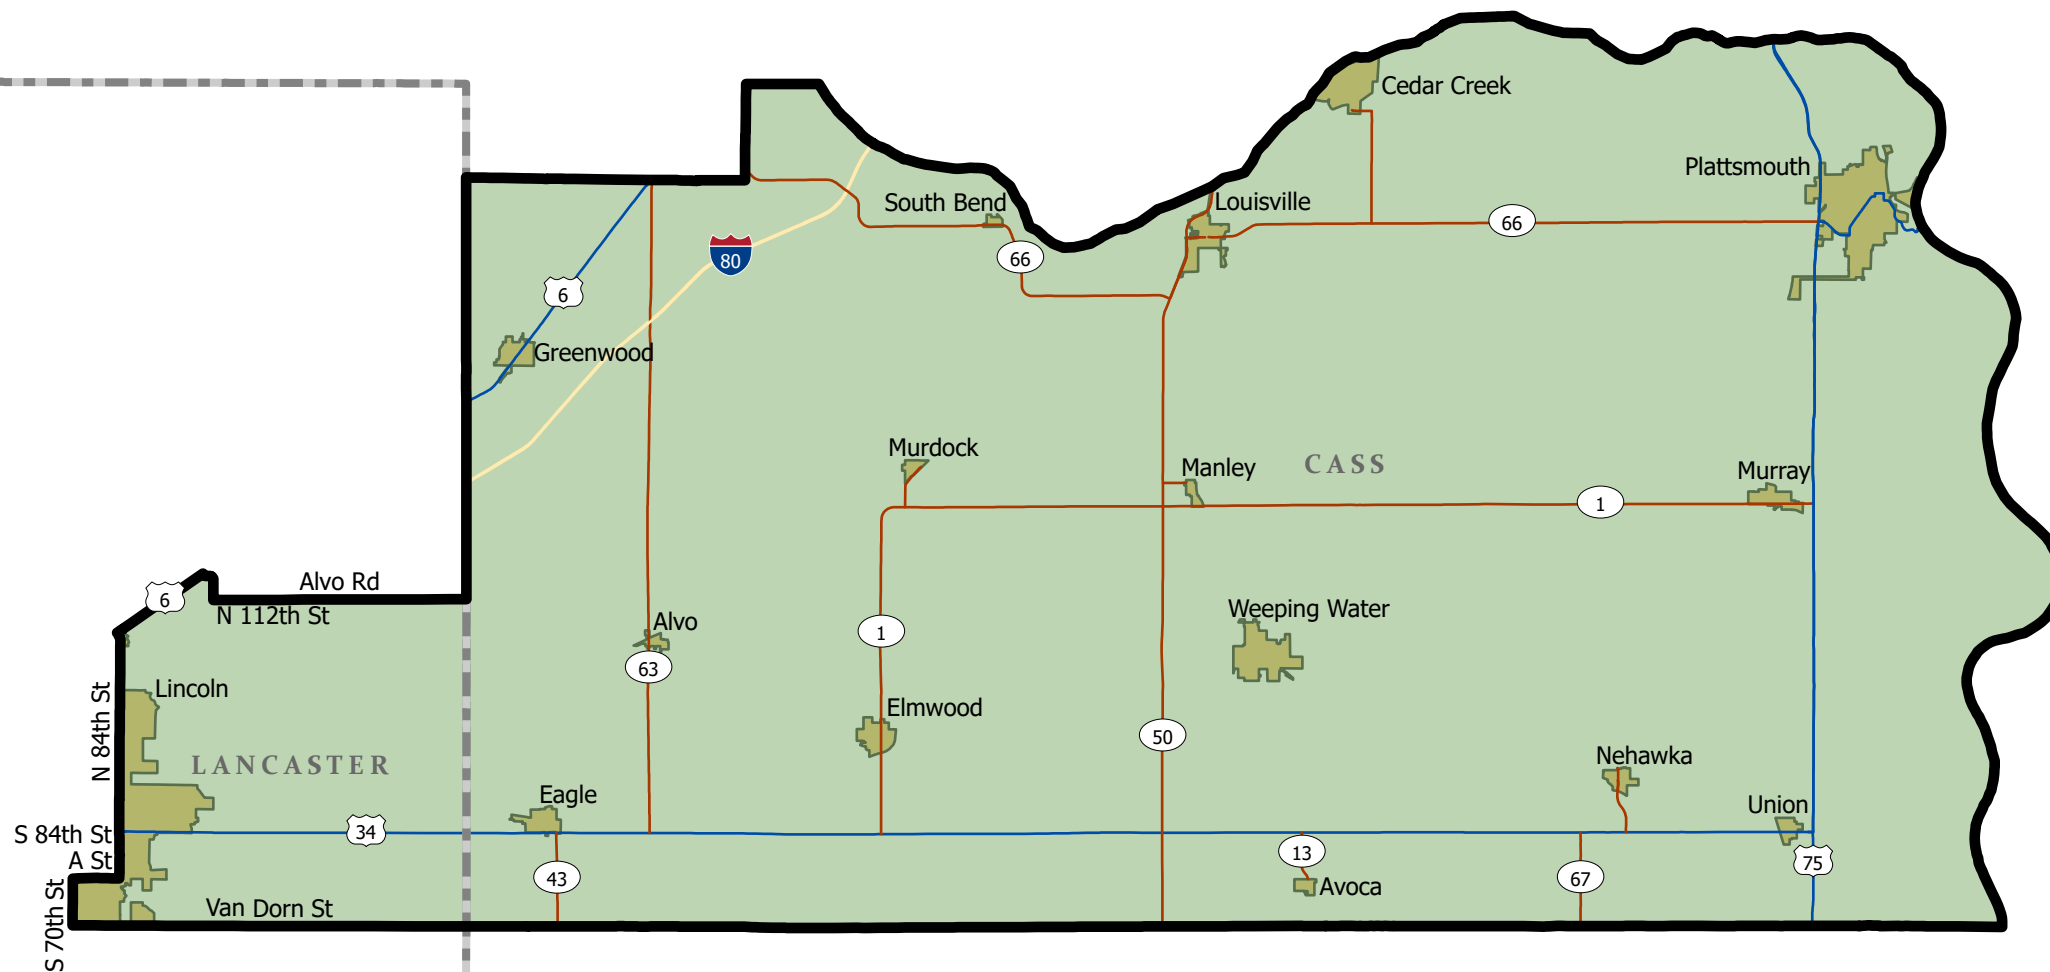 Cedar Creek
Plattsmouth
South Bend
Louisville
66
80
66
6
Greenwood
Murdock
Manley
CASS
Murray
1
Alvo Rd
6
N 112th St
Weeping Water
Alvo
1
63
Lincoln
N 84th St
Elmwood
50
LANCASTER
Nehawka
Eagle
Union
S 84th St
34
A St
13
75
43
67
Avoca
Van Dorn St
S 70th St